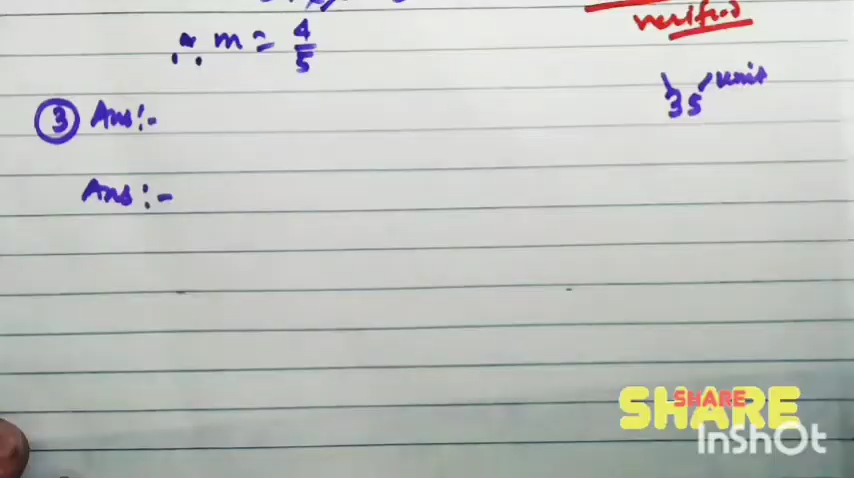 verified
∴ m = 4/5
35 unit
③ Ans:-
Ans:-
SHARE
SHARE
InShOt